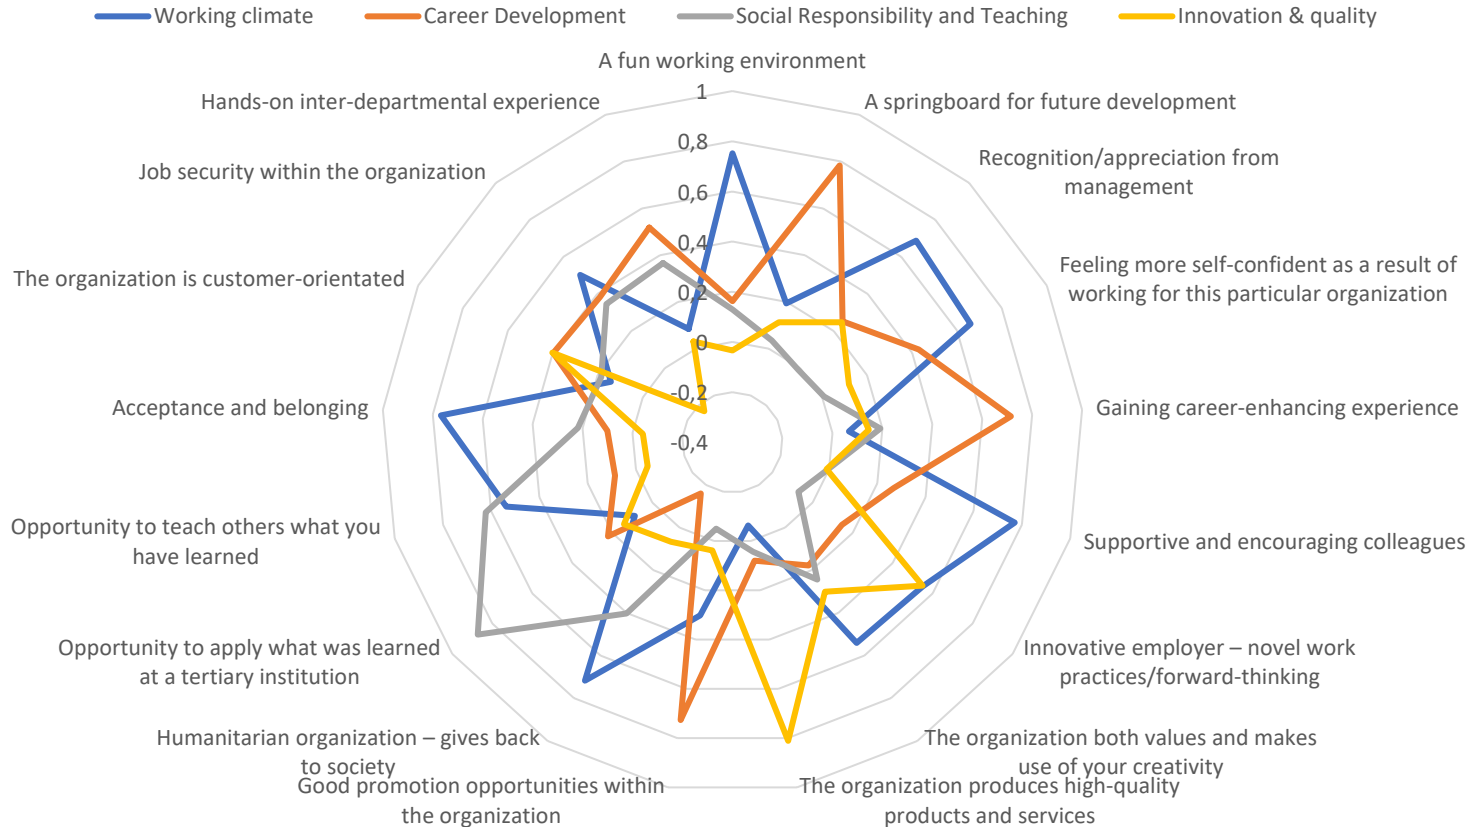 Working climate
Career Development
Social Responsibility and Teaching
Innovation & quality
A fun working environment
A springboard for future development
Recognition/appreciation from
management
Feeling more self-confident as a result of
working for this particular organization
Gaining career-enhancing experience
Supportive and encouraging colleagues
Innovative employer – novel work
practices/forward-thinking
The organization both values and makes
use of your creativity
The organization produces high-quality
products and services
Good promotion opportunities within
the organization
Humanitarian organization – gives back
to society
Opportunity to apply what was learned
at a tertiary institution
Opportunity to teach others what you
have learned
Acceptance and belonging
The organization is customer-orientated
Job security within the organization
Hands-on inter-departmental experience
1
0,8
0,6
0,4
0,2
0
-0,2
-0,4